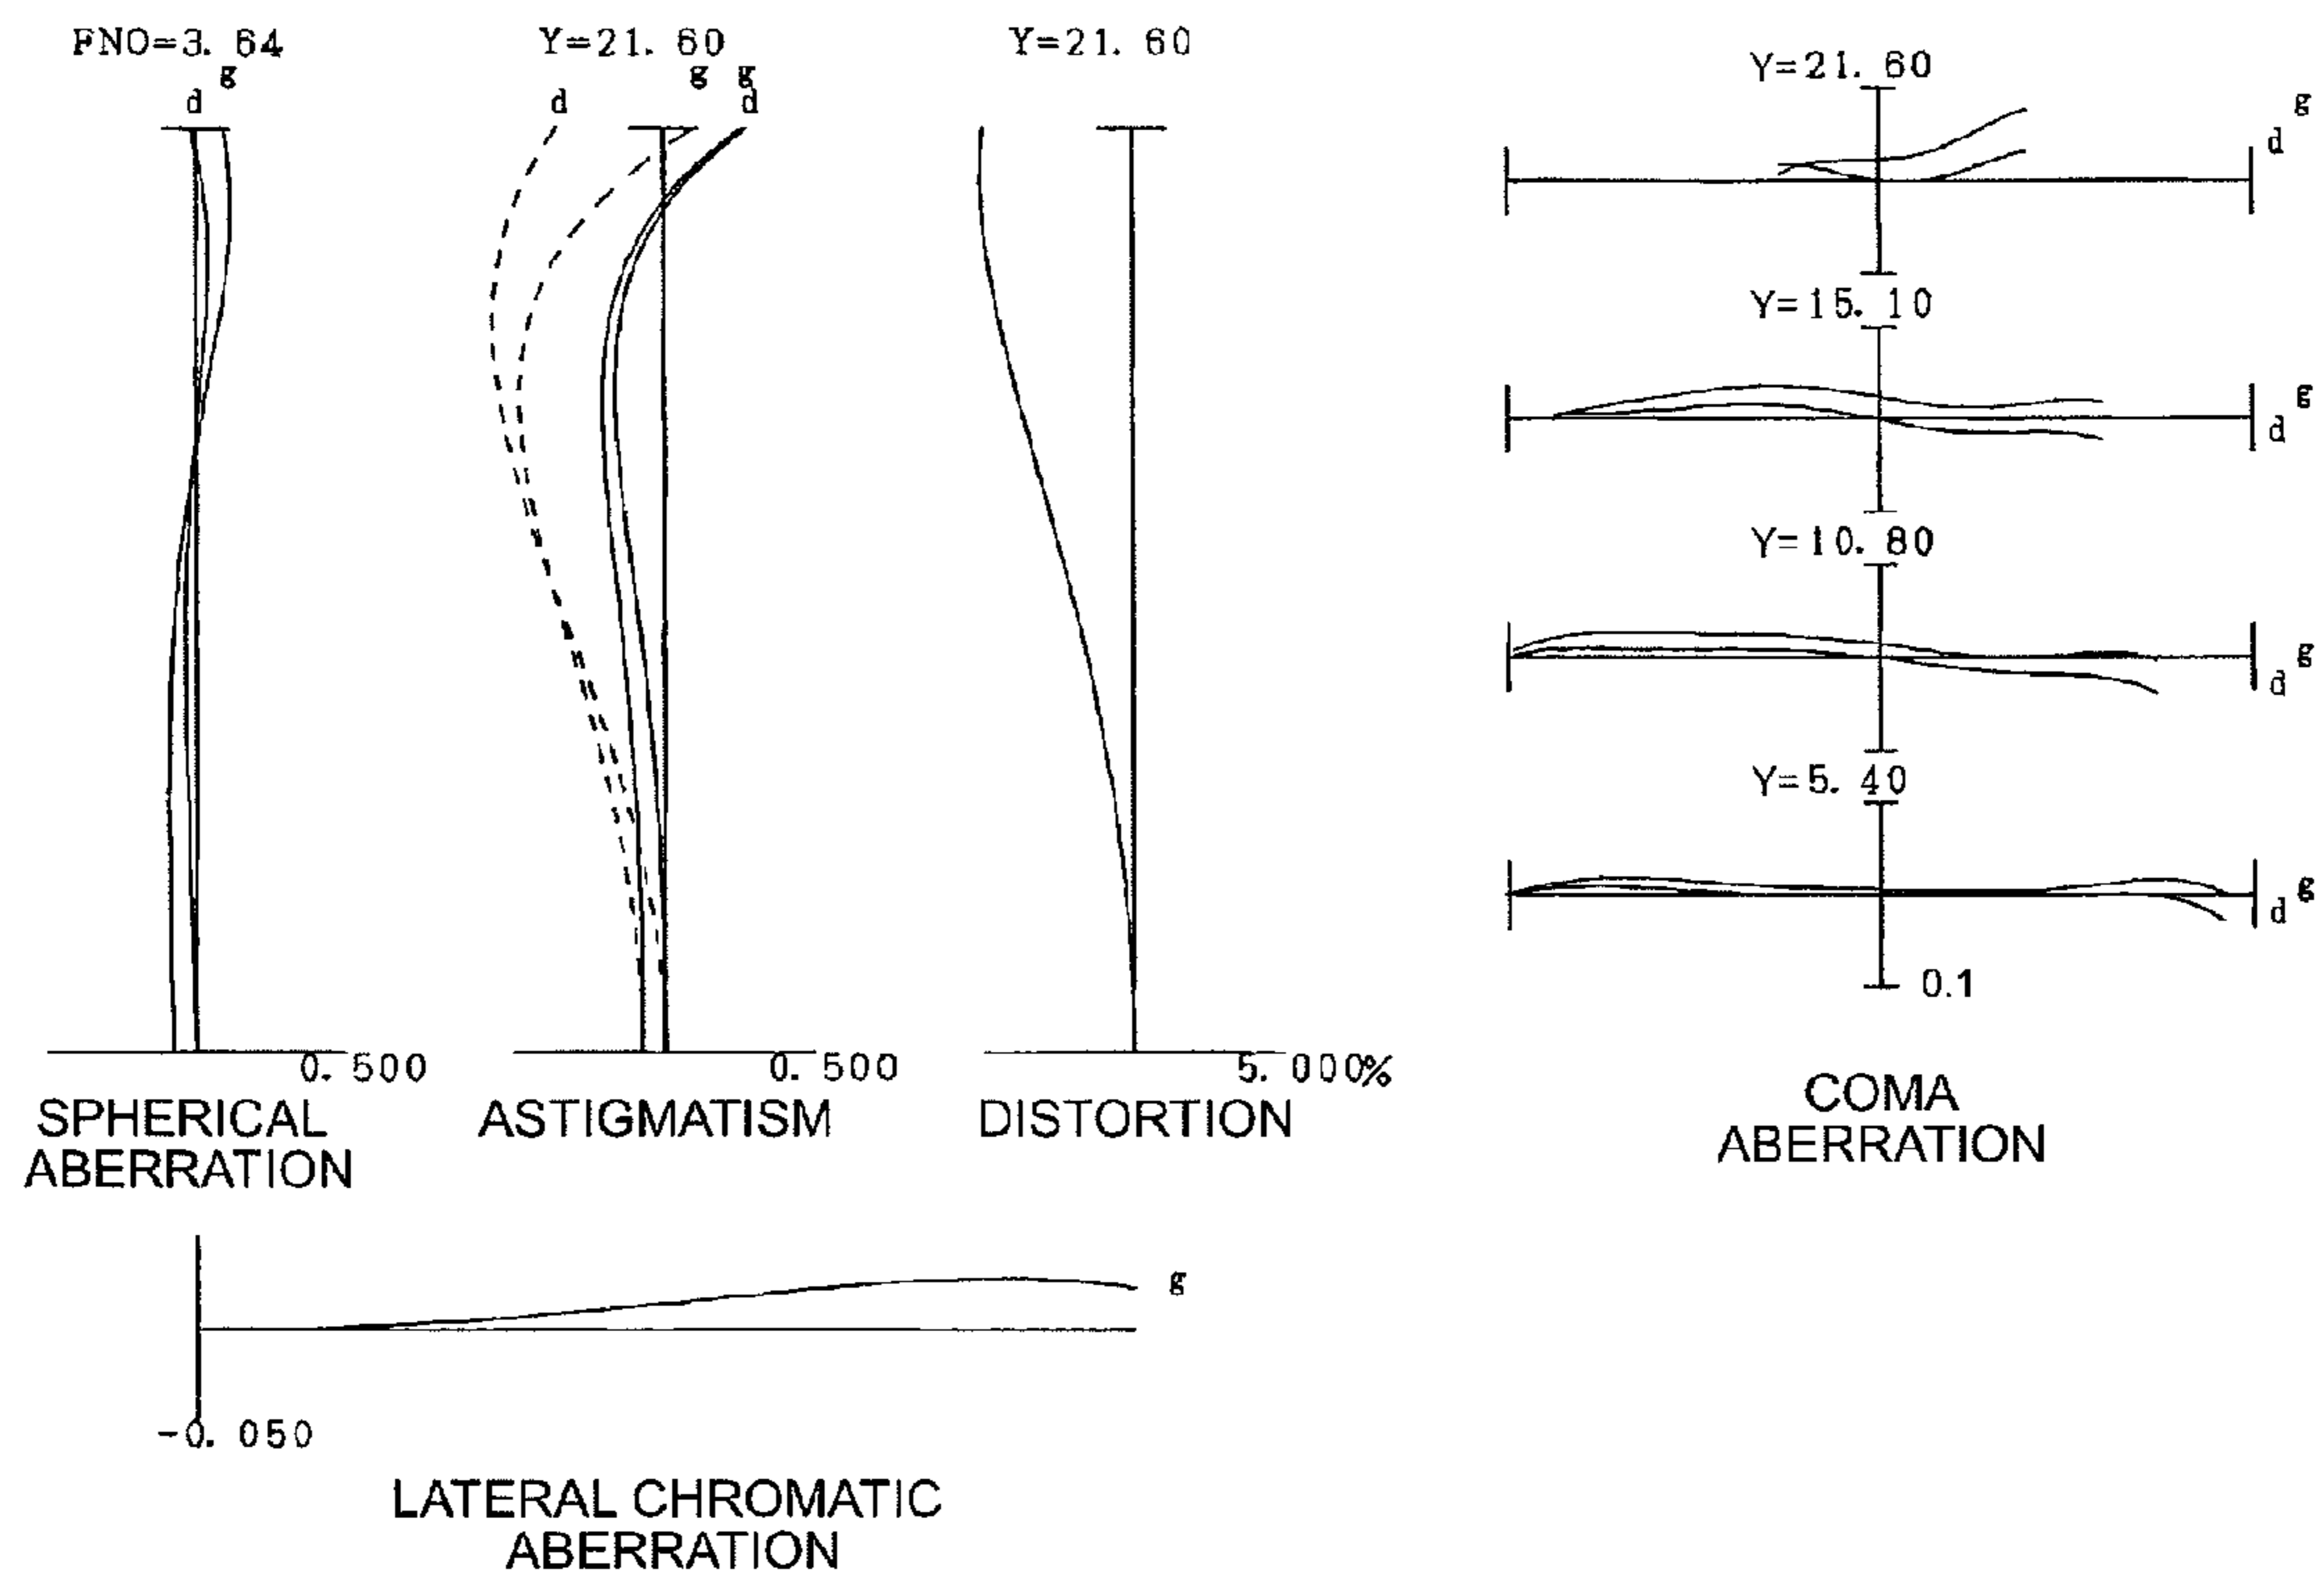 FNO=3. 64
g
d
SPHERICAL
ABERRATION
0. 500
Y=21. 60
d
g
g
d
0. 500
ASTIGMATISM
Y=21. 60
5. 000%
DISTORTION
Y=21. 60
g
d
Y=15. 10
g
d
Y=10. 80
g
d
Y=5. 40
g
d
0.1
COMA
ABERRATION
g
-0. 050
LATERAL CHROMATIC
ABERRATION